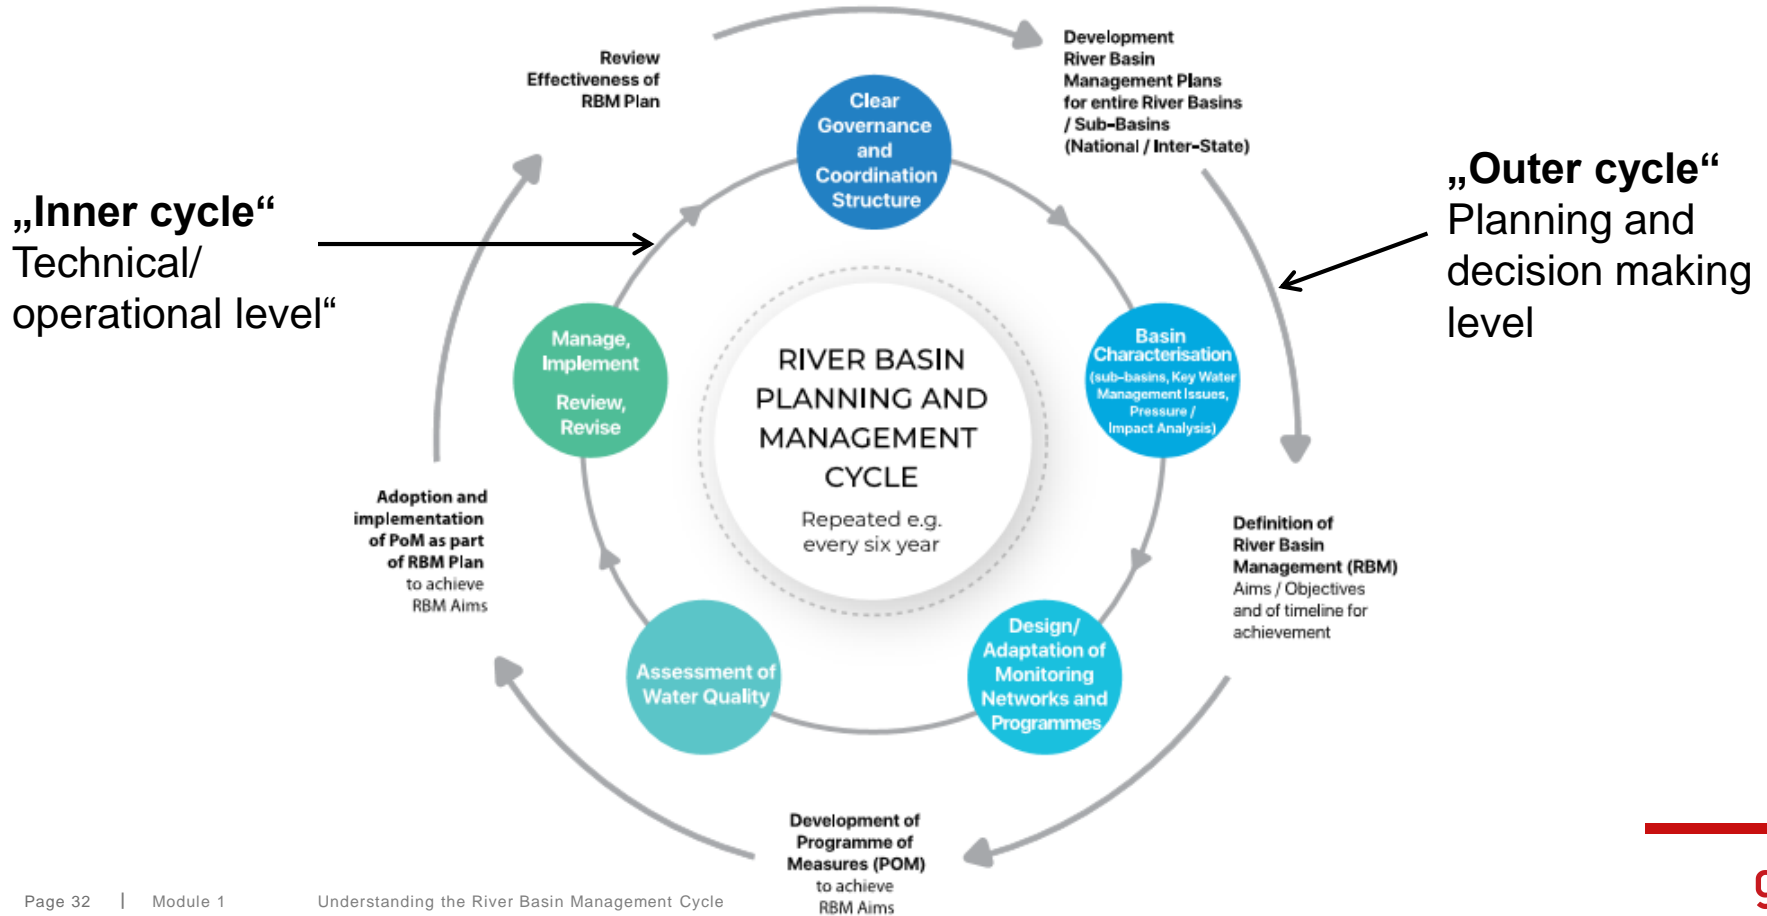 Review
Effectiveness of
RBM Plan
Development
River Basin
Management Plans
for entire River Basins
/ Sub-Basins
(National / Inter-State)
„Inner cycle“
Technical/
operational level“
„Outer cycle“
Planning and
decision making
level
Clear
Governance
and
Coordination
Structure
Basin
Characterisation
(sub-basins, Key Water
Management Issues,
Pressure /
Impact Analysis)
Design/
Adaptation of
Monitoring
Networks and
Programmes
Assessment of
Water Quality
Manage,
Implement
Review,
Revise
RIVER BASIN
PLANNING AND
MANAGEMENT
CYCLE
Repeated e.g.
every six year
Definition of
River Basin
Management (RBM)
Aims / Objectives
and of timeline for
achievement
Development of
Programme of
Measures (POM)
to achieve
RBM Aims
Adoption and
implementation
of PoM as part
of RBM Plan
to achieve
RBM Aims
Page 32 | Module 1 Understanding the River Basin Management Cycle